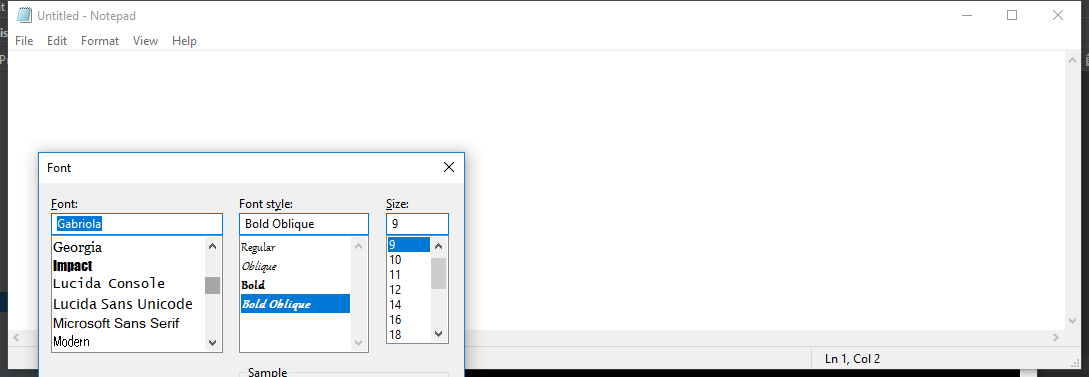 Untitled - Notepad
File Edit Format View Help
Font
Font: Font style: Size:
Gabriola Bold Oblique 9
Georgia Regular 9
Impact Oblique 10
Lucida Console Bold 11
Lucida Sans Unicode Bold Oblique 12
Microsoft Sans Serif 14
Modern 16
18
Sample
Ln 1, Col 2